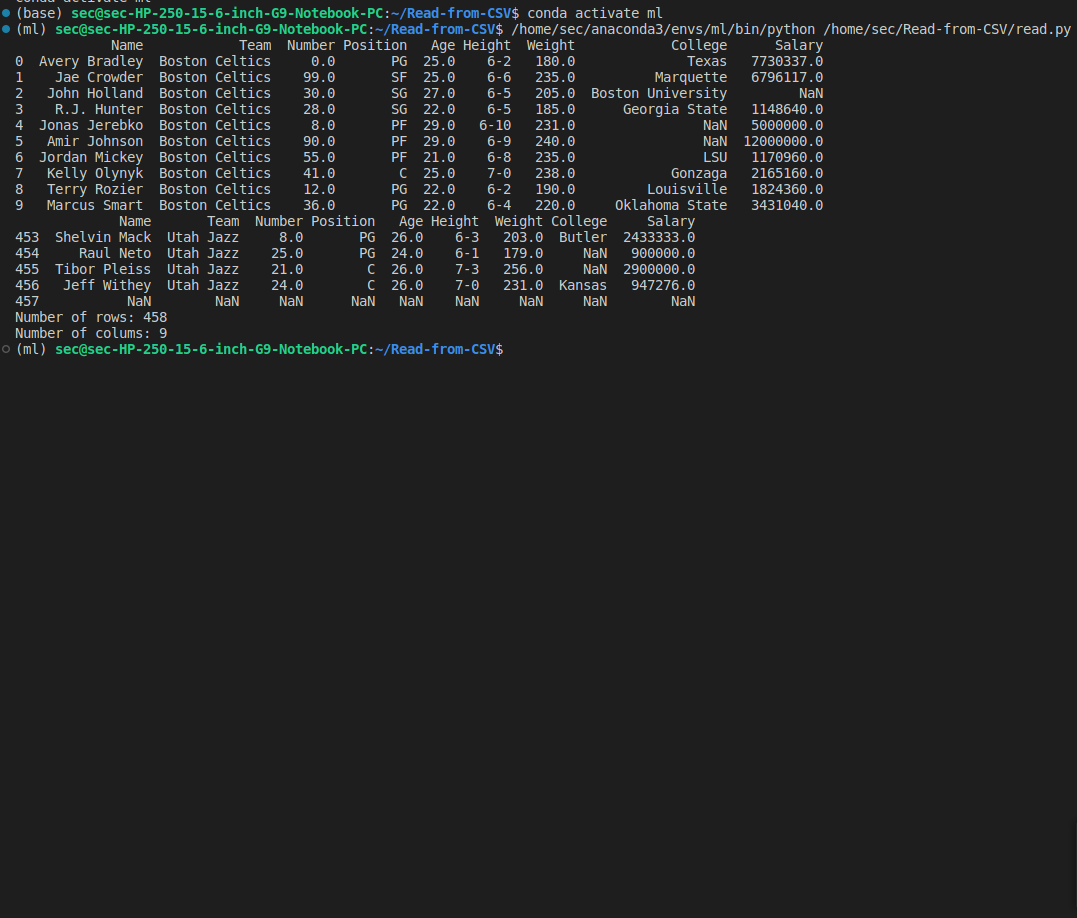 conda activate ml
(base) sec@sec-HP-250-15-6-inch-G9-Notebook-PC:~/Read-from-CSV$ conda activate ml
(ml) sec@sec-HP-250-15-6-inch-G9-Notebook-PC:~/Read-from-CSV$ /home/sec/anaconda3/envs/ml/bin/python /home/sec/Read-from-CSV/read.py
Name Team Number Position Age Height Weight College Salary
0 Avery Bradley Boston Celtics 0.0 PG 25.0 6-2 180.0 Texas 7730337.0
1 Jae Crowder Boston Celtics 99.0 SF 25.0 6-6 235.0 Marquette 6796117.0
2 John Holland Boston Celtics 30.0 SG 27.0 6-5 205.0 Boston University NaN
3 R.J. Hunter Boston Celtics 28.0 SG 22.0 6-5 185.0 Georgia State 1148640.0
4 Jonas Jerebko Boston Celtics 8.0 PF 29.0 6-10 231.0 NaN 5000000.0
5 Amir Johnson Boston Celtics 90.0 PF 29.0 6-9 240.0 NaN 12000000.0
6 Jordan Mickey Boston Celtics 55.0 PF 21.0 6-8 235.0 LSU 1170960.0
7 Kelly Olynyk Boston Celtics 41.0 C 25.0 7-0 238.0 Gonzaga 2165160.0
8 Terry Rozier Boston Celtics 12.0 PG 22.0 6-2 190.0 Louisville 1824360.0
9 Marcus Smart Boston Celtics 36.0 PG 22.0 6-4 220.0 Oklahoma State 3431040.0
Name Team Number Position Age Height Weight College Salary
453 Shelvin Mack Utah Jazz 8.0 PG 26.0 6-3 203.0 Butler 2433333.0
454 Raul Neto Utah Jazz 25.0 PG 24.0 6-1 179.0 NaN 900000.0
455 Tibor Pleiss Utah Jazz 21.0 C 26.0 7-3 256.0 NaN 2900000.0
456 Jeff Withey Utah Jazz 24.0 C 26.0 7-0 231.0 Kansas 947276.0
457 NaN NaN NaN NaN NaN NaN NaN NaN NaN
Number of rows: 458
Number of colums: 9
(ml) sec@sec-HP-250-15-6-inch-G9-Notebook-PC:~/Read-from-CSV$